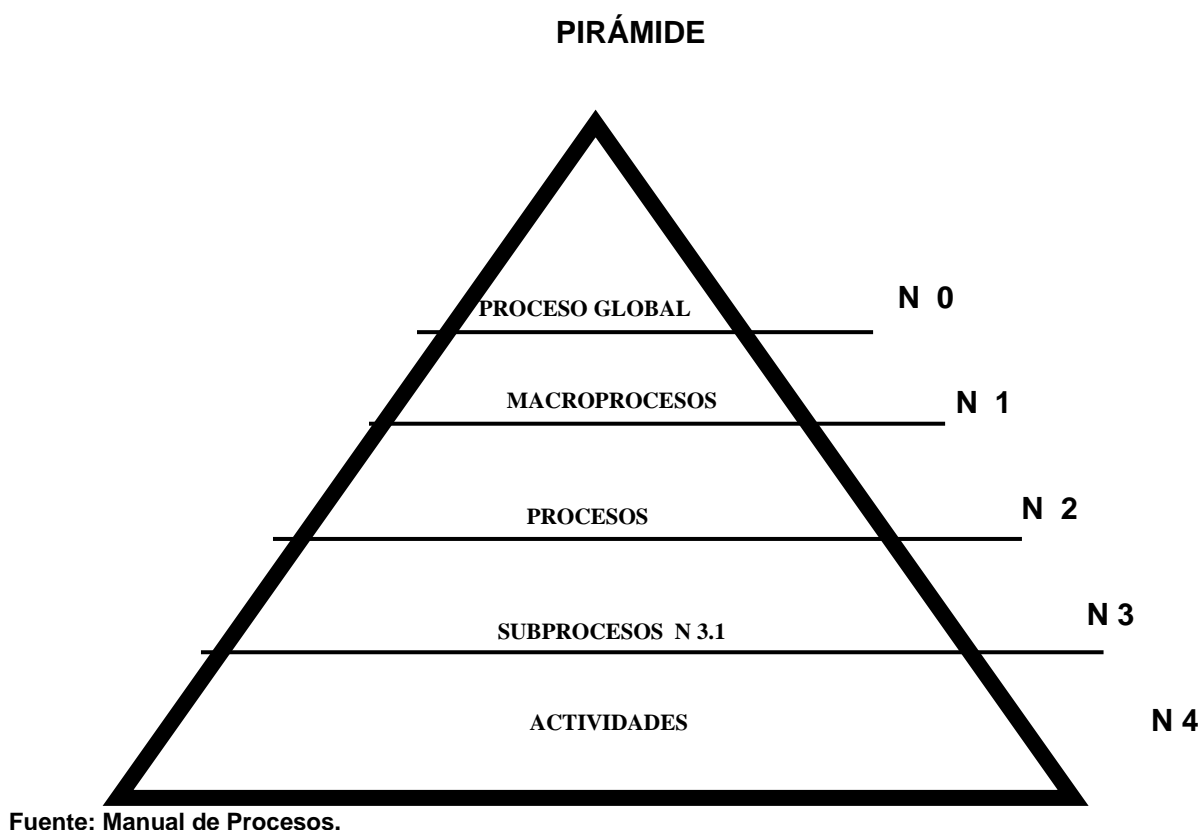 PIRÁMIDE
PROCESO GLOBAL
N 0
MACROPROCESOS
N 1
PROCESOS
N 2
SUBPROCESOS N 3.1
N 3
ACTIVIDADES
N 4
Fuente: Manual de Procesos.